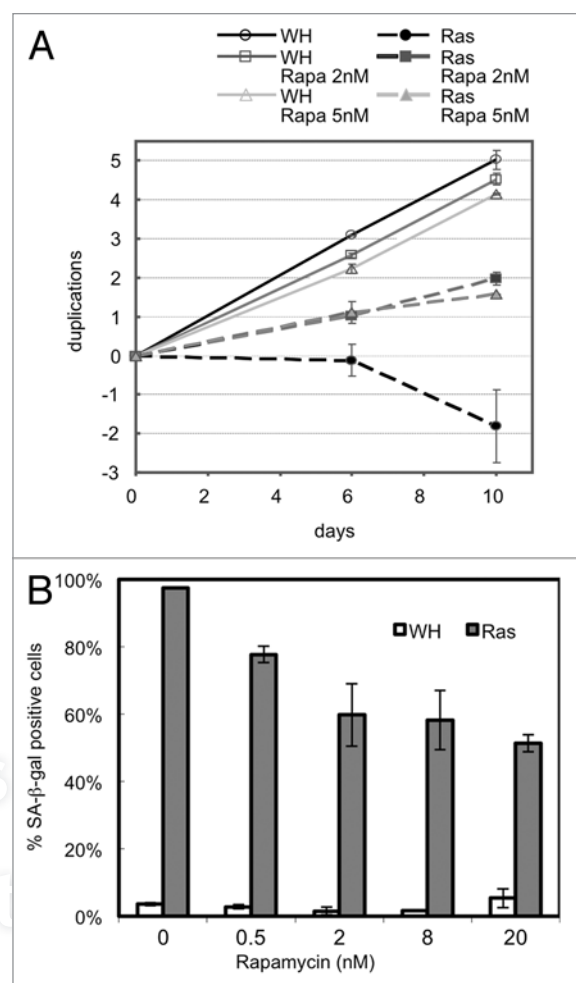 A
WH
Ras
WH
Rapa 2nM
Ras
Rapa 2nM
WH
Rapa 5nM
Ras
Rapa 5nM
5
4
3
2
1
0
-1
-2
-3
duplications
0 2 4 6 8 10
days
B
100%
80%
60%
40%
20%
0%
% SA-β-gal positive cells
WH Ras
0 0.5 2 8 20
Rapamycin (nM)